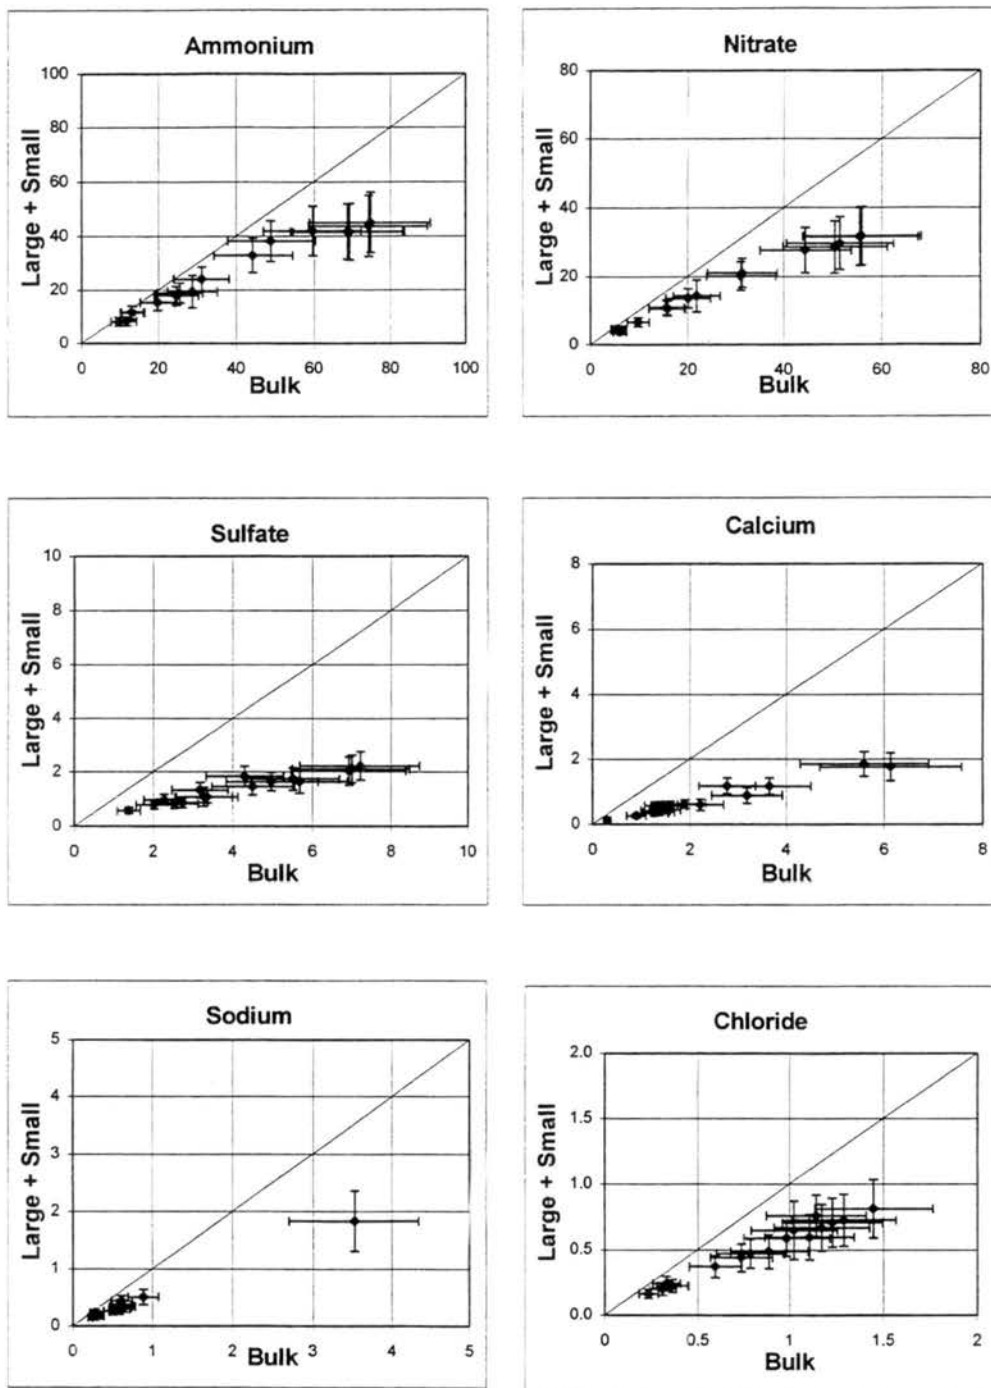 Ammonium
Large + Small
100
80
60
40
20
0
0 20 40 60 80 100
Bulk
Nitrate
Large + Small
80
60
40
20
0
0 20 40 60 80
Bulk
Sulfate
Large + Small
10
8
6
4
2
0
0 2 4 6 8 10
Bulk
Calcium
Large + Small
8
6
4
2
0
0 2 4 6 8
Bulk
Sodium
Large + Small
5
4
3
2
1
0
0 1 2 3 4 5
Bulk
Chloride
Large + Small
2.0
1.5
1.0
0.5
0.0
0 0.5 1 1.5 2
Bulk